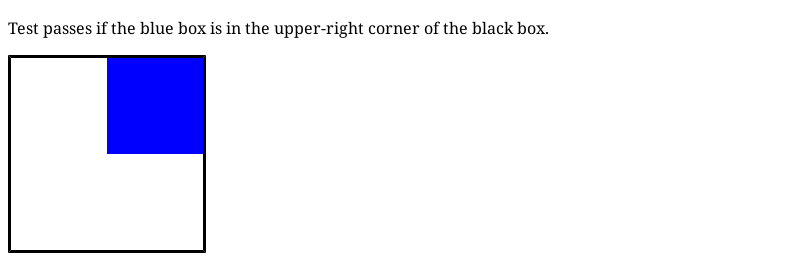 Test passes if the blue box is in the upper-right corner of the black box.